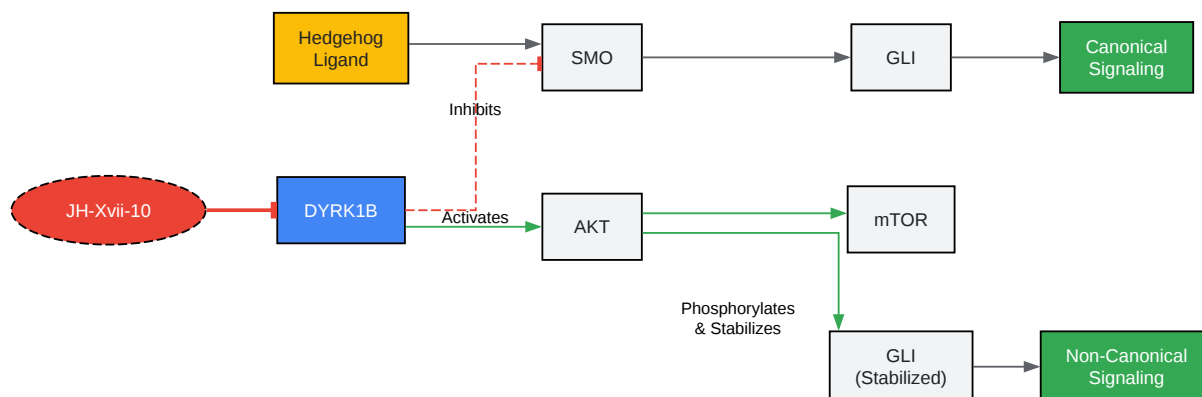 Hedgehog
Ligand
SMO
GLI
Canonical
Signaling
Inhibits
JH-Xvii-10
DYRK1B
Activates
AKT
mTOR
Phosphorylates
& Stabilizes
GLI
(Stabilized)
Non-Canonical
Signaling